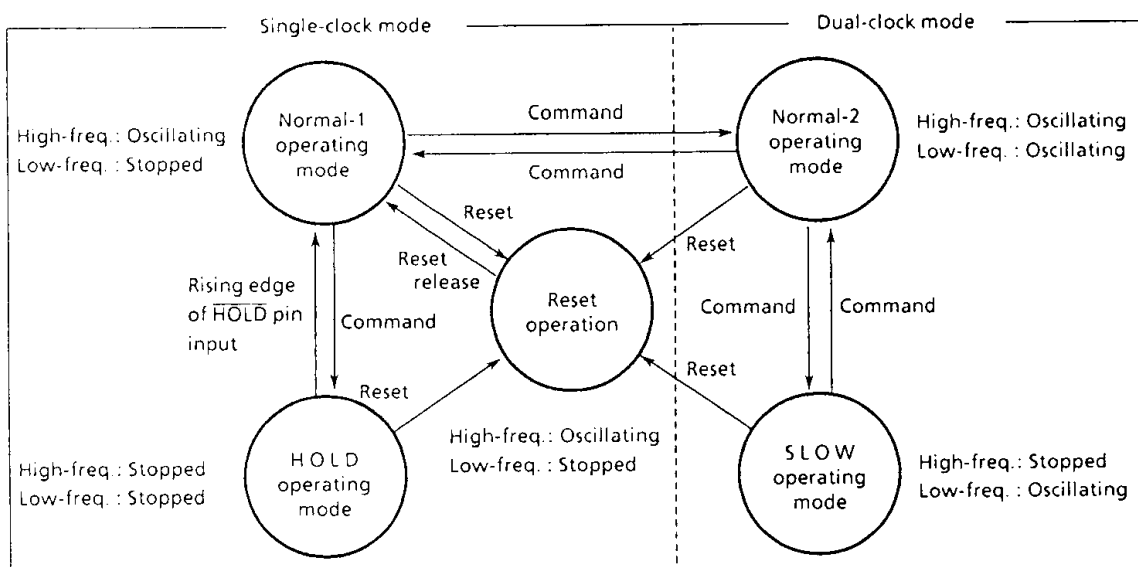 Single-clock mode
Dual-clock mode
Normal-1
operating
mode
High-freq.: Oscillating
Low-freq. : Stopped
Command
Command
Normal-2
operating
mode
High-freq.: Oscillating
Low-freq. : Oscillating
Reset
Reset
release
Reset
Rising edge
of HOLD pin
input
Command
Reset
operation
Command
Command
Reset
Reset
HOLD
operating
mode
High-freq.: Stopped
Low-freq. : Stopped
High-freq.: Oscillating
Low-freq. : Stopped
SLOW
operating
mode
High-freq.: Stopped
Low-freq. : Oscillating